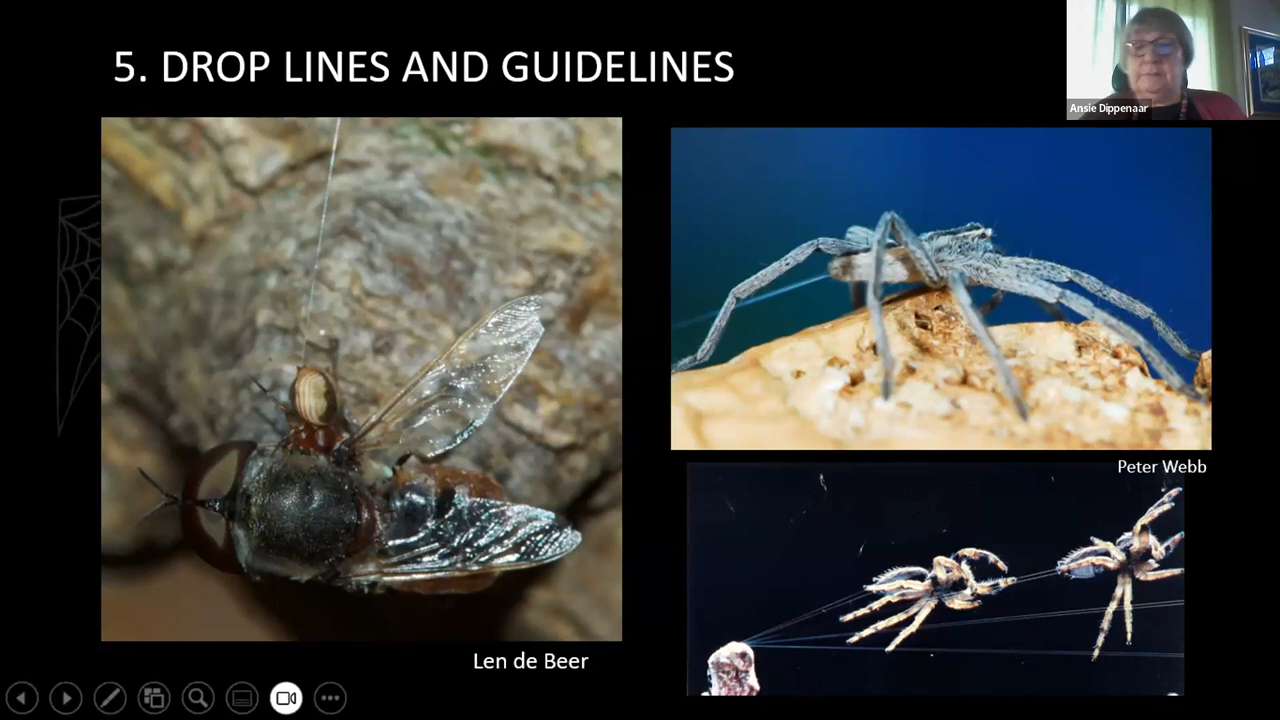 5. DROP LINES AND GUIDELINES
Ansie Dippenaar
Peter Webb
Len de Beer